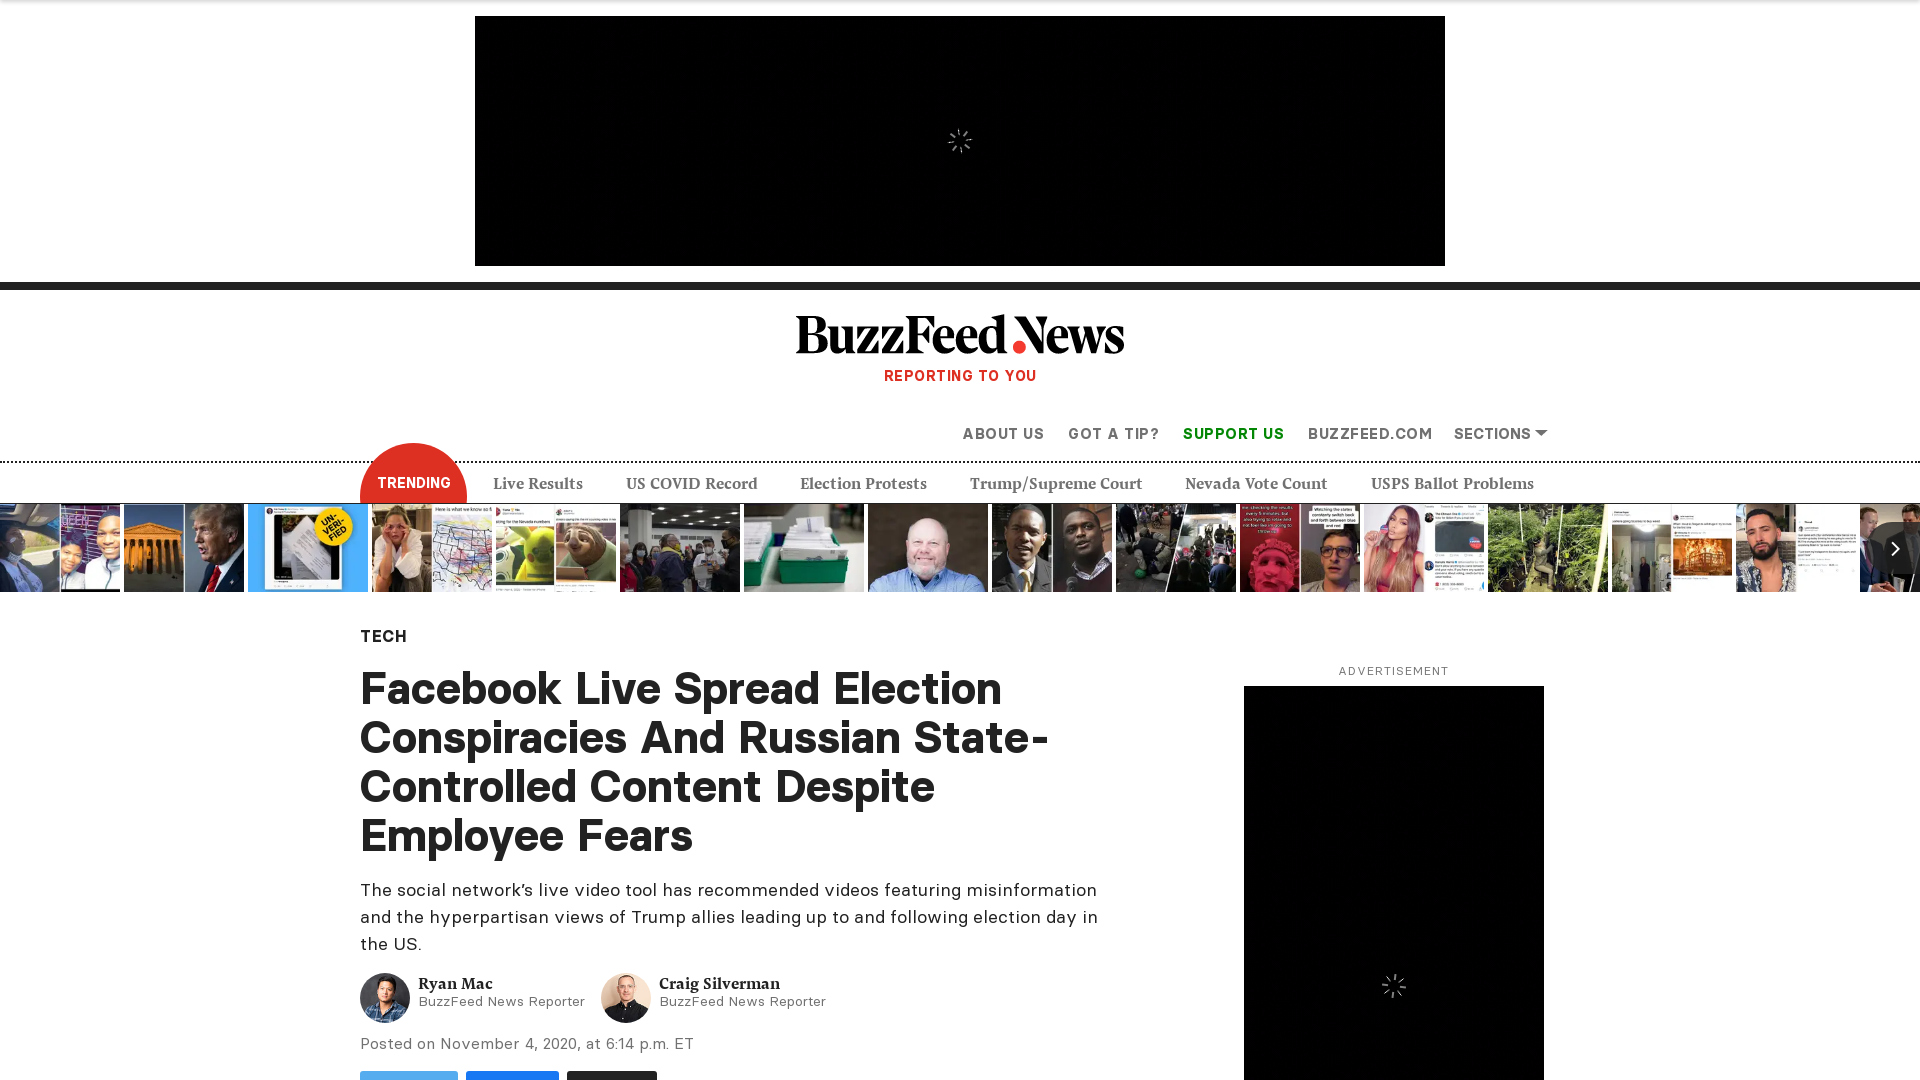 BuzzFeed News
REPORTING TO YOU
ABOUT US GOT A TIP? SUPPORT US BUZZFEED.COM SECTIONS
TRENDING Live Results US COVID Record Election Protests Trump/Supreme Court Nevada Vote Count USPS Ballot Problems
UN-
VERI-
FIED
TECH
Facebook Live Spread Election
Conspiracies And Russian State-
Controlled Content Despite
Employee Fears
The social network’s live video tool has recommended videos featuring misinformation
and the hyperpartisan views of Trump allies leading up to and following election day in
the US.
Ryan Mac
BuzzFeed News Reporter
Craig Silverman
BuzzFeed News Reporter
Posted on November 4, 2020, at 6:14 p.m. ET
ADVERTISEMENT